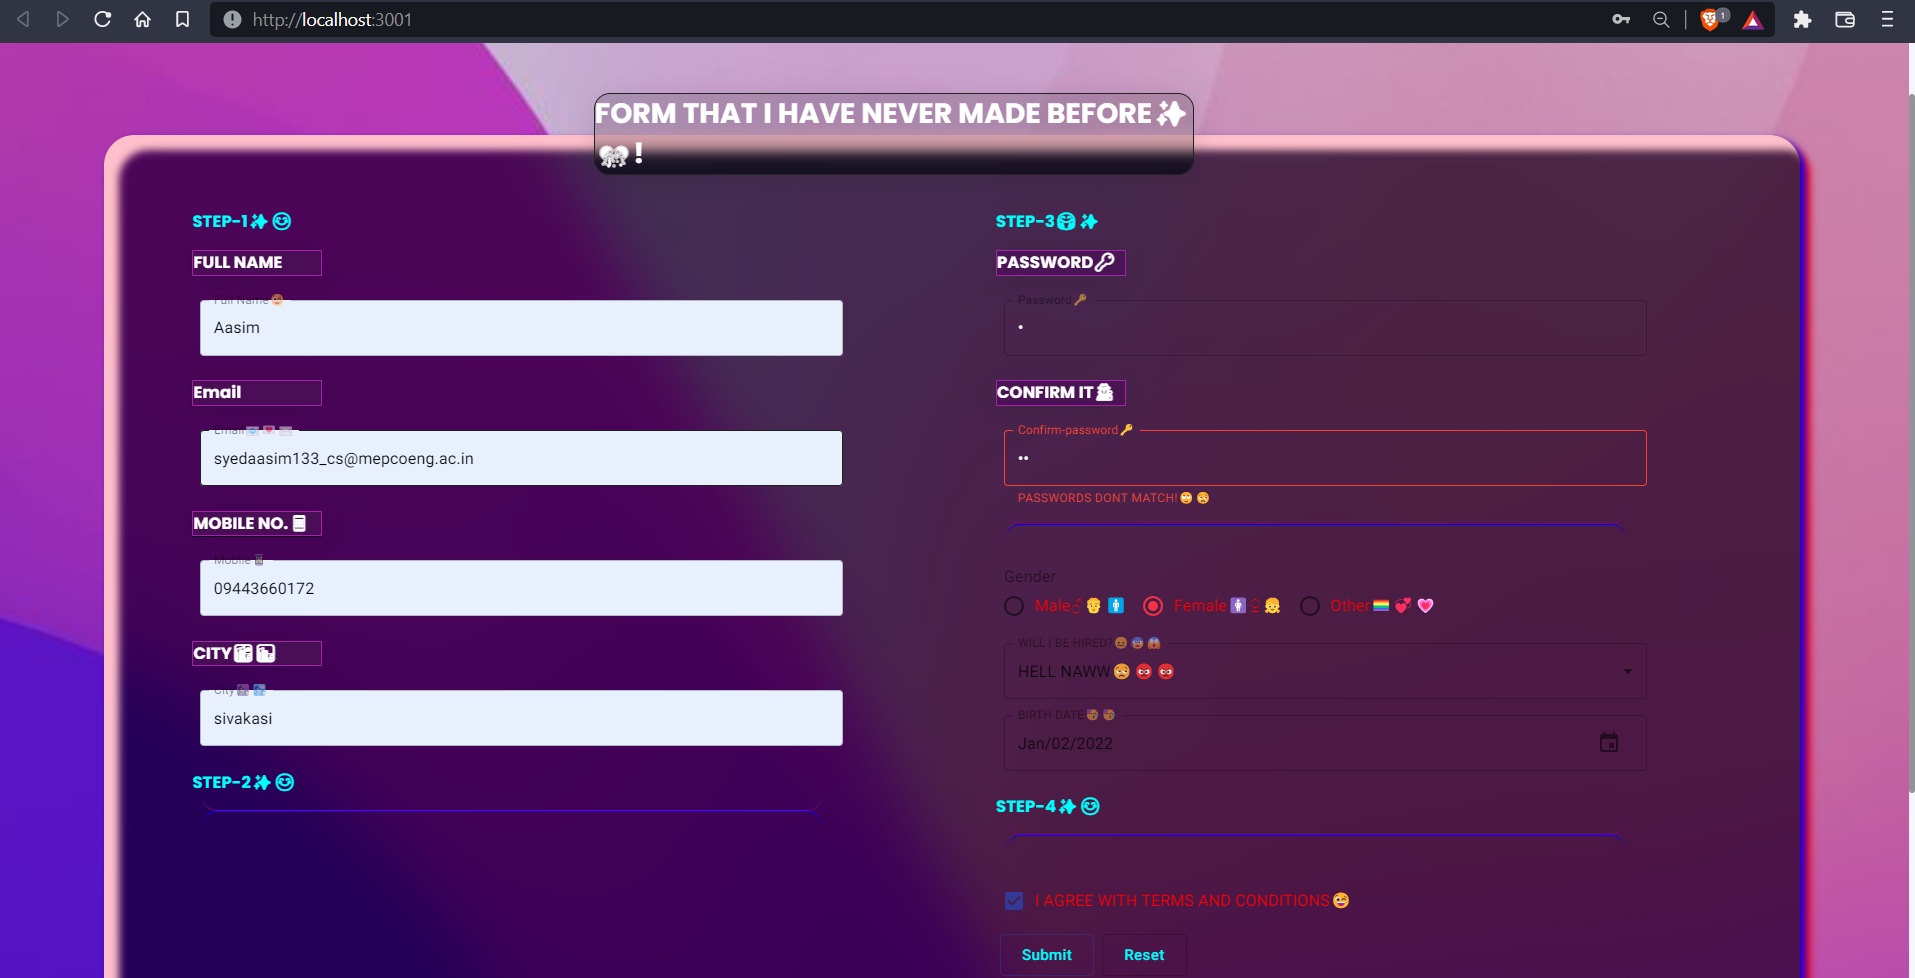 http://localhost:3001
1
FORM THAT I HAVE NEVER MADE BEFORE✨
!
STEP-1✨😊
FULL NAME
Full Name
Aasim
Email
Email
syedaasim133_cs@mepcoeng.ac.in
MOBILE NO.
Mobile
09443660172
CITY
City
sivakasi
STEP-2✨😊
STEP-3✨
PASSWORD🔑
Password🔑
•
CONFIRM IT
Confirm-password🔑
••
PASSWORDS DONT MATCH!🙄
Gender
Male Female Other
WILL I BE HIRED?
HELL NAWW
BIRTH DATE
Jan/02/2022
STEP-4✨😊
I AGREE WITH TERMS AND CONDITIONS😄
Submit Reset